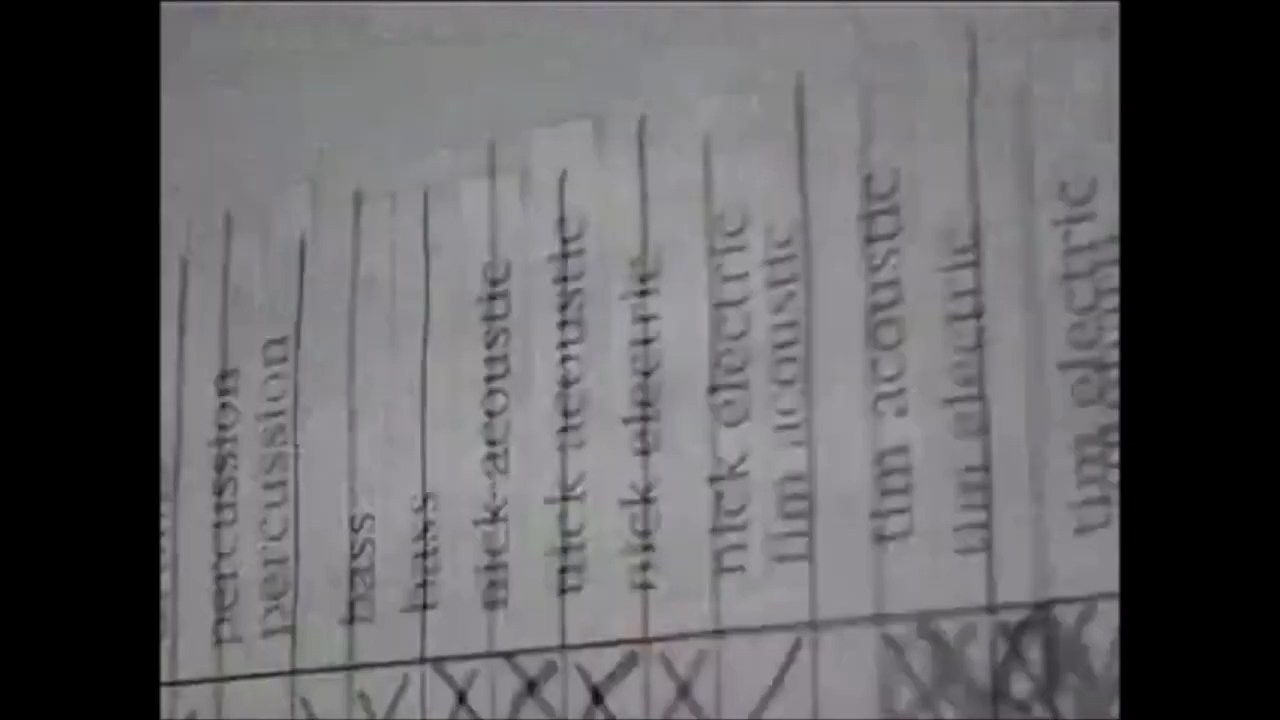 percussion
percussion
bass
bass
nick acoustic
nick acoustic
nick electric
nick electric
tim acoustic
tim acoustic
tim electric
tim electric